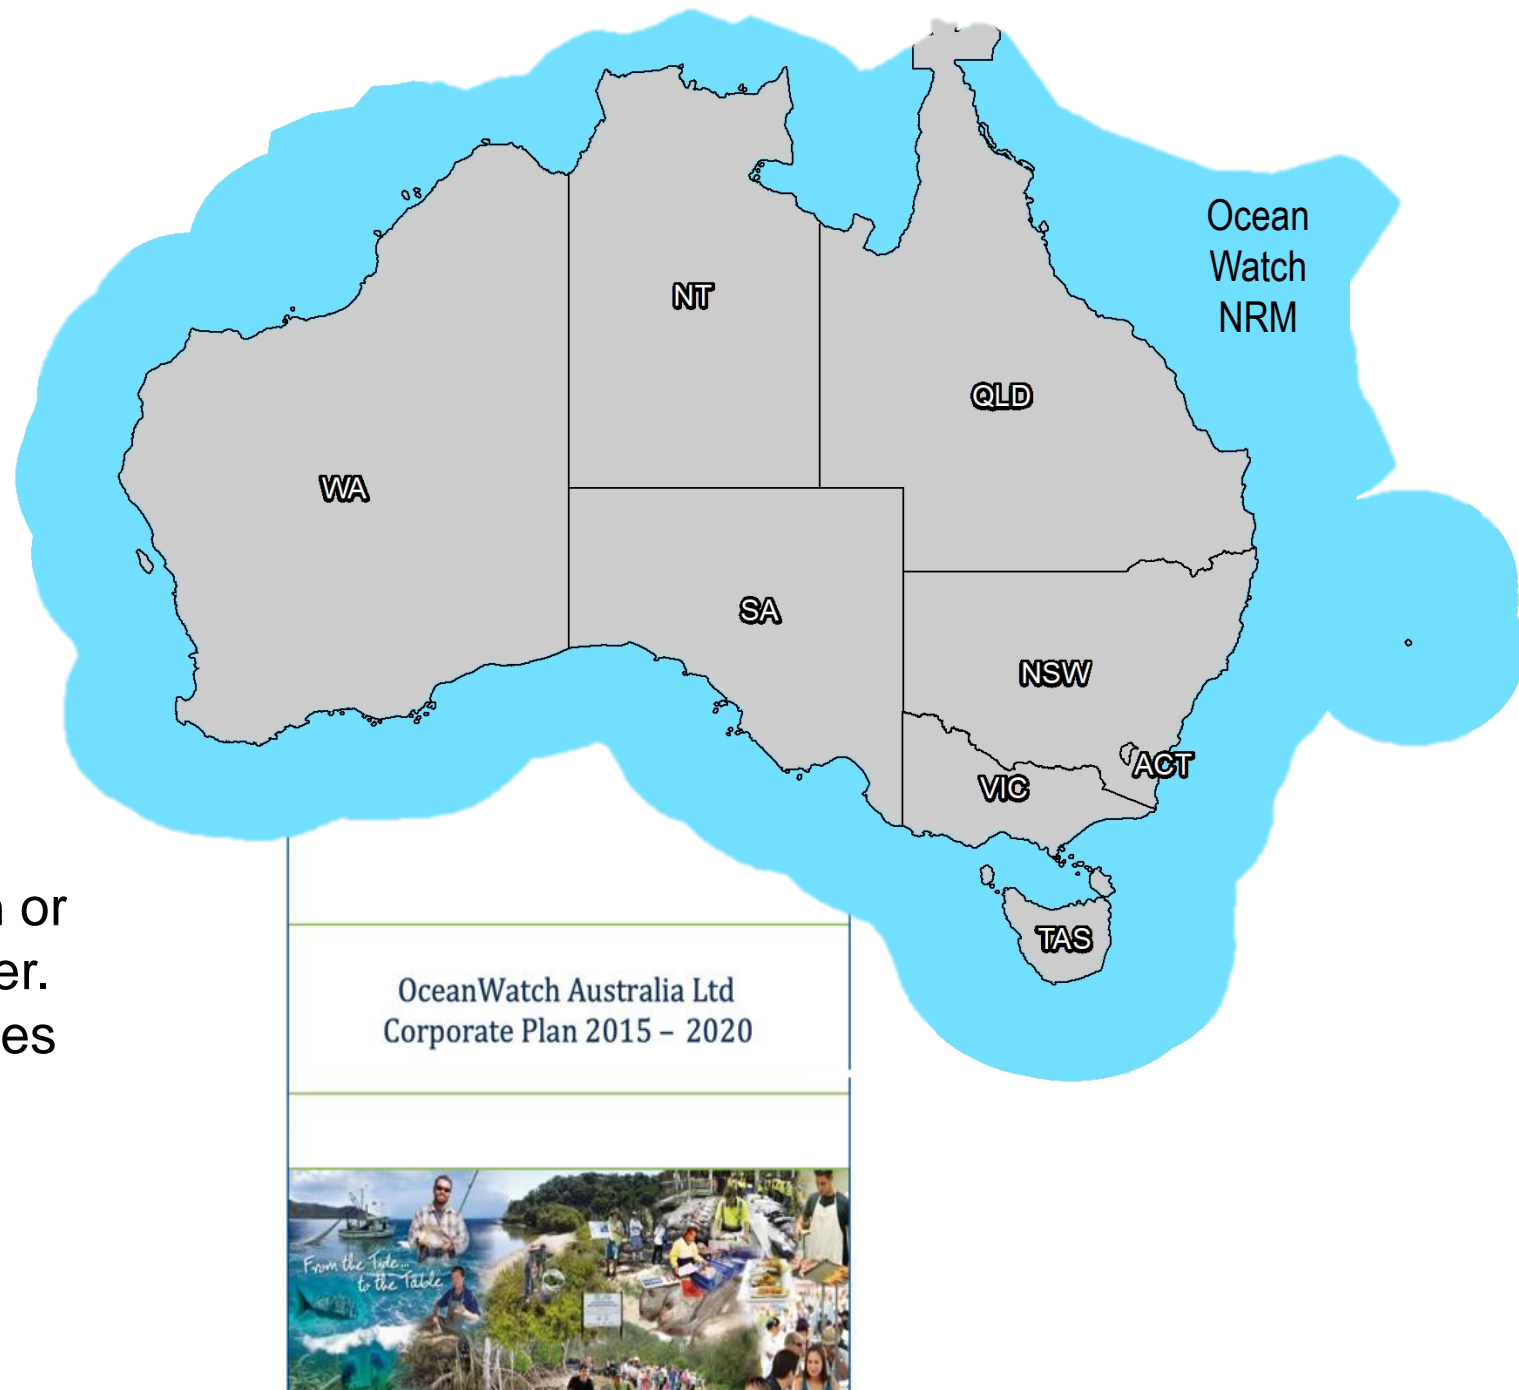 Ocean
Watch
NRM
NT
QLD
WA
SA
NSW
ACT
VIC
TAS
or
er.
es
OceanWatch Australia Ltd
Corporate Plan 2015 – 2020
From the Tide...
to the Table